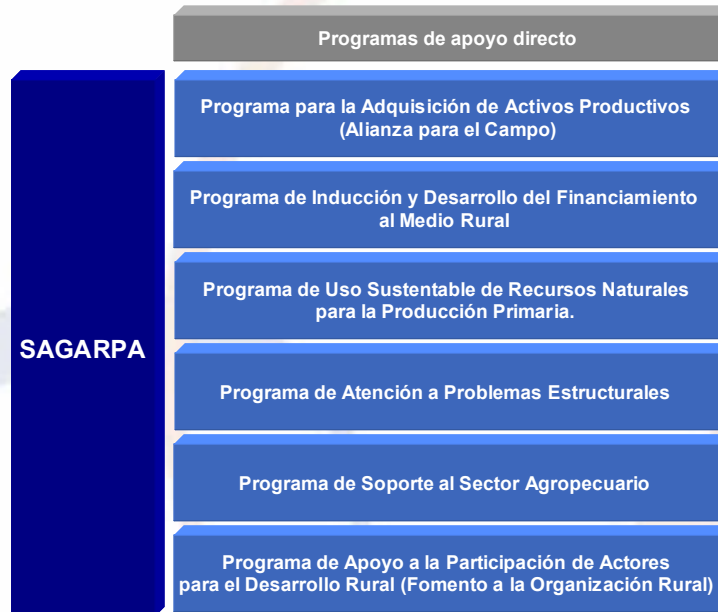 Programas de apoyo directo
SAGARPA
Programa para la Adquisición de Activos Productivos
(Alianza para el Campo)
Programa de Inducción y Desarrollo del Financiamiento
al Medio Rural
Programa de Uso Sustentable de Recursos Naturales
para la Producción Primaria.
Programa de Atención a Problemas Estructurales
Programa de Soporte al Sector Agropecuario
Programa de Apoyo a la Participación de Actores
para el Desarrollo Rural (Fomento a la Organización Rural)